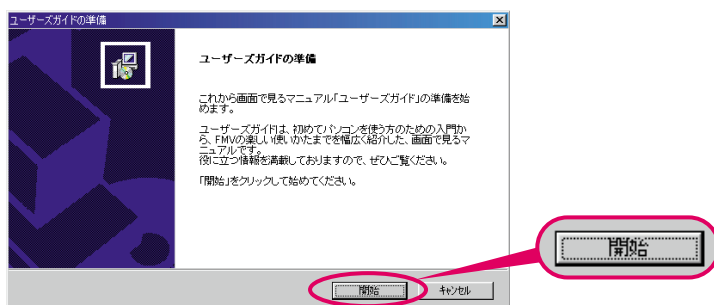 ユーザーズガイドの準備
ユーザーズガイドの準備
これから画面で見るマニュアル「ユーザーズガイド」の準備を始
めます。
ユーザーズガイドは、初めてパソコンを使う方のための入門か
ら、FMVの楽しい使いかたまでを幅広く紹介した、画面で見るマ
ニュアルです。
役に立つ情報を満載しておりますので、ぜひご覧ください。
「開始」をクリックして始めてください。
開始
キャンセル
開始